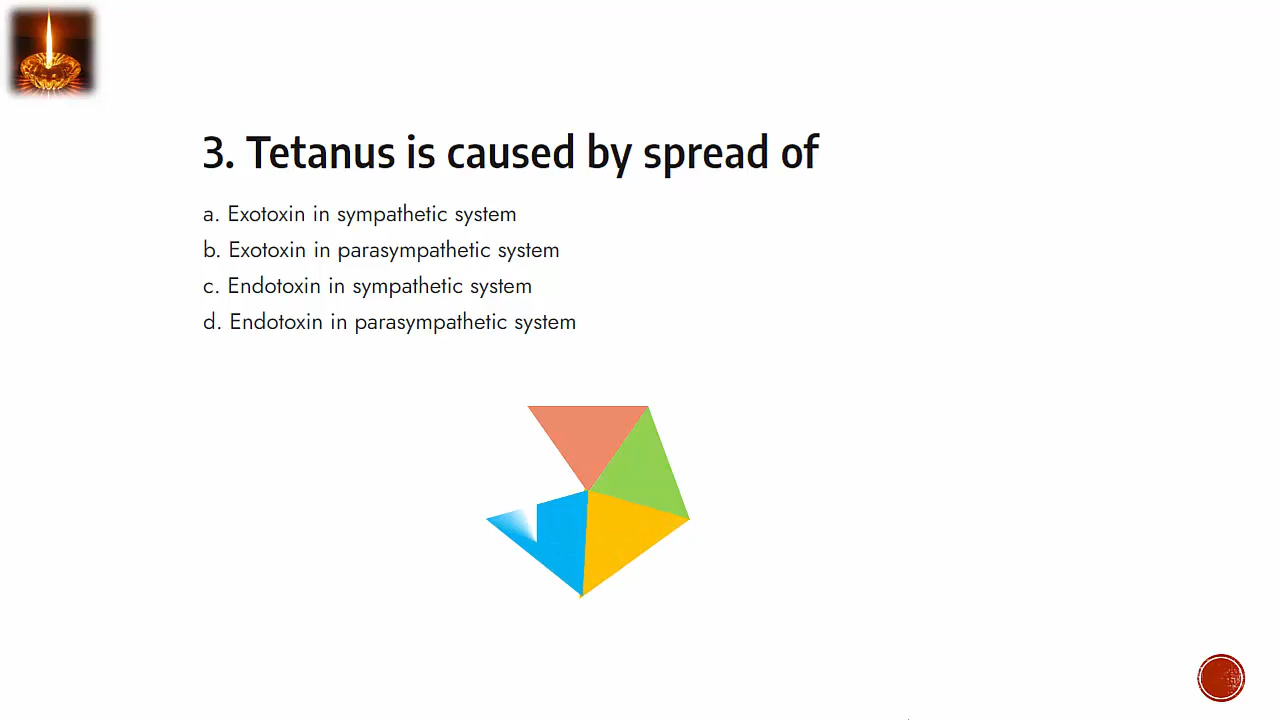 3. Tetanus is caused by spread of
a. Exotoxin in sympathetic system
b. Exotoxin in parasympathetic system
c. Endotoxin in sympathetic system
d. Endotoxin in parasympathetic system